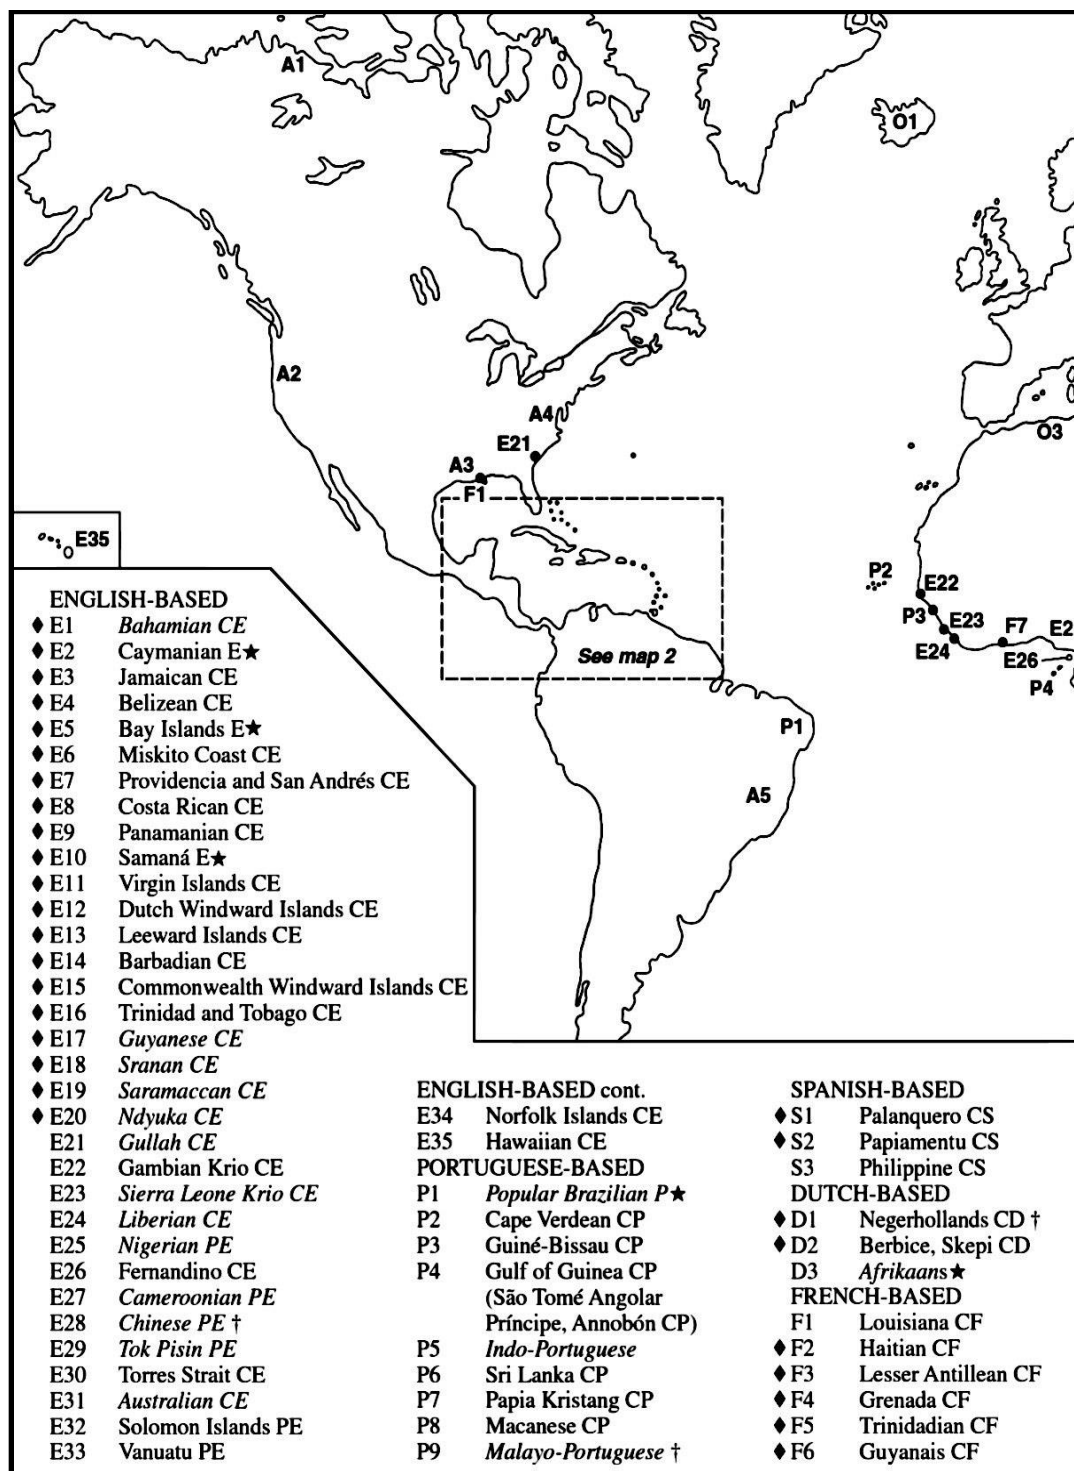 A1
O1
A2
A4
E21
A3
F1
O3
E35
P2
E22
P3
E23
E24
F7
E2
E26
P4
See map 2
P1
A5
ENGLISH-BASED
♦ E1 Bahamian CE
♦ E2 Caymanian E★
♦ E3 Jamaican CE
♦ E4 Belizean CE
♦ E5 Bay Islands E★
♦ E6 Miskito Coast CE
♦ E7 Providencia and San Andrés CE
♦ E8 Costa Rican CE
♦ E9 Panamanian CE
♦ E10 Samaná E★
♦ E11 Virgin Islands CE
♦ E12 Dutch Windward Islands CE
♦ E13 Leeward Islands CE
♦ E14 Barbadian CE
♦ E15 Commonwealth Windward Islands CE
♦ E16 Trinidad and Tobago CE
♦ E17 Guyanese CE
♦ E18 Sranan CE
♦ E19 Saramaccan CE
♦ E20 Ndyuka CE
E21 Gullah CE
E22 Gambian Krio CE
E23 Sierra Leone Krio CE
E24 Liberian CE
E25 Nigerian PE
E26 Fernandino CE
E27 Cameroonian PE
E28 Chinese PE †
E29 Tok Pisin PE
E30 Torres Strait CE
E31 Australian CE
E32 Solomon Islands PE
E33 Vanuatu PE
ENGLISH-BASED cont.
E34 Norfolk Islands CE
E35 Hawaiian CE
PORTUGUESE-BASED
P1 Popular Brazilian P★
P2 Cape Verdean CP
P3 Guiné-Bissau CP
P4 Gulf of Guinea CP
(São Tomé Angolar
Príncipe, Annobón CP)
P5 Indo-Portuguese
P6 Sri Lanka CP
P7 Papia Kristang CP
P8 Macanese CP
P9 Malayo-Portuguese †
SPANISH-BASED
♦ S1 Palanquero CS
♦ S2 Papiamentu CS
S3 Philippine CS
DUTCH-BASED
♦ D1 Negerhollands CD †
♦ D2 Berbice, Skepi CD
D3 Afrikaans★
FRENCH-BASED
F1 Louisiana CF
♦ F2 Haitian CF
♦ F3 Lesser Antillean CF
♦ F4 Grenada CF
♦ F5 Trinidadian CF
♦ F6 Guyanais CF